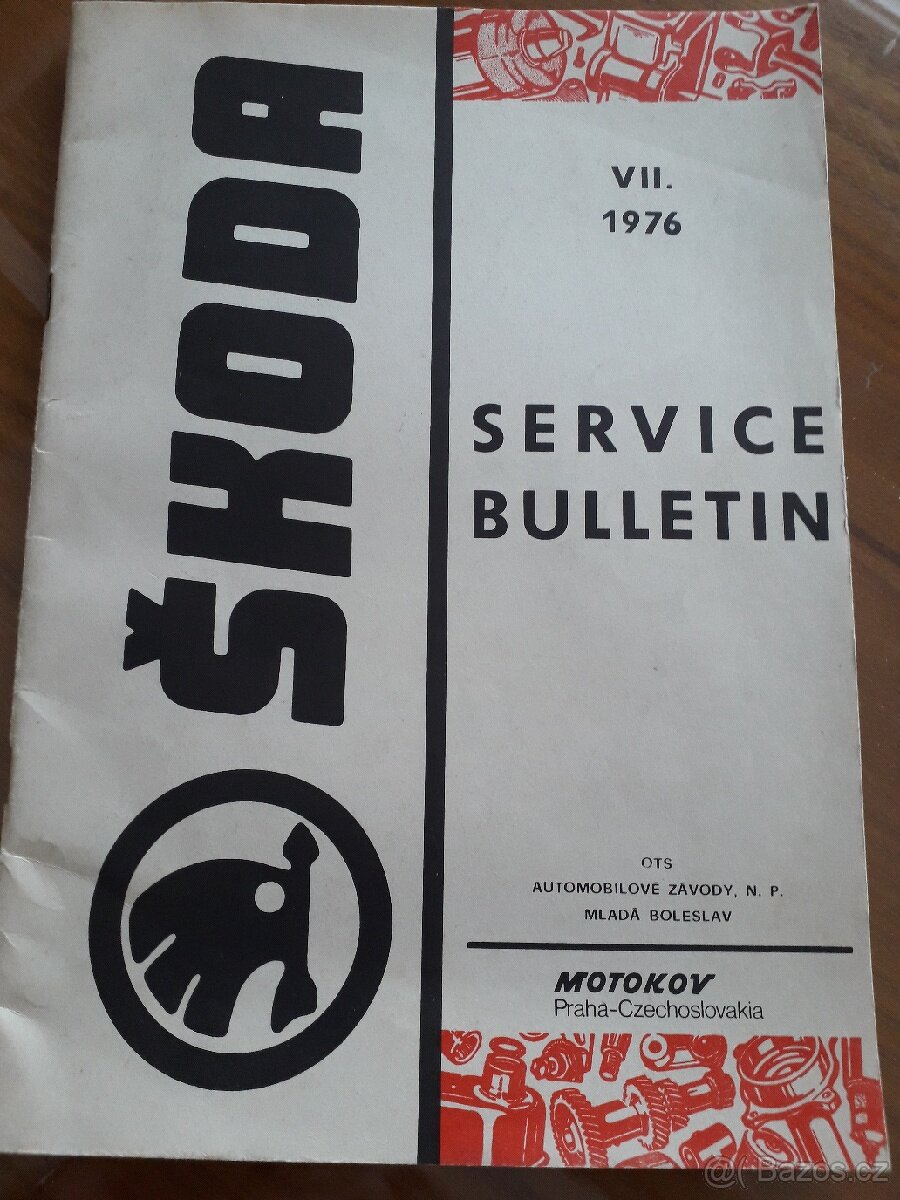 ŠKODA
VII.
1976
SERVICE
BULLETIN
OTS
AUTOMOBILOVÉ ZÁVODY, N. P.
MLADÁ BOLESLAV
MOTOKOV
Praha-Czechoslovakia
@ Bazos.cz